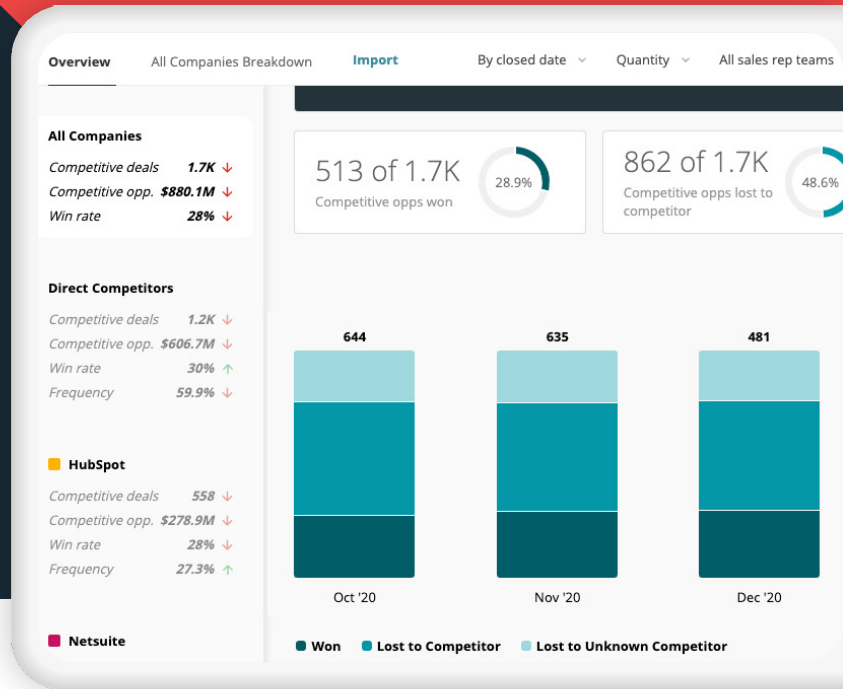 Overview All Companies Breakdown Import By closed date Quantity All sales rep teams
All Companies
Competitive deals 1.7K ↓
Competitive opp. $880.1M ↓
Win rate 28% ↓
Direct Competitors
Competitive deals 1.2K ↓
Competitive opp. $606.7M ↓
Win rate 30% ↑
Frequency 59.9% ↓
HubSpot
Competitive deals 558 ↓
Competitive opp. $278.9M ↓
Win rate 28% ↓
Frequency 27.3% ↑
Netsuite
513 of 1.7K
Competitive opps won
28.9%
862 of 1.7K
Competitive opps lost to
competitor
48.6%
644 635 481
Oct '20 Nov '20 Dec '20
Won Lost to Competitor Lost to Unknown Competitor